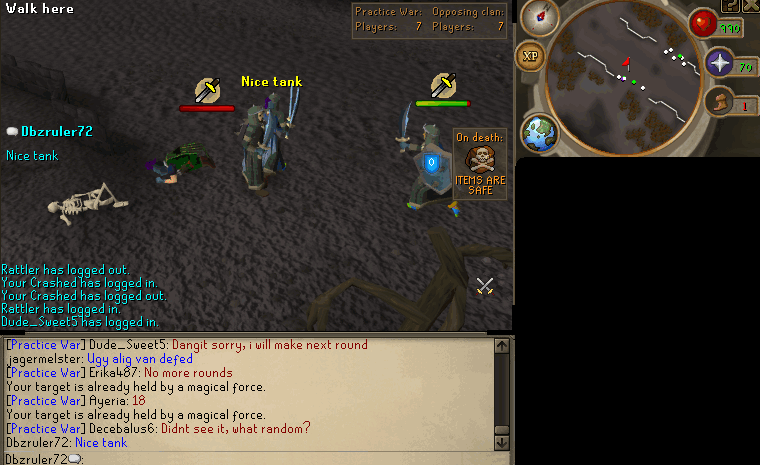 Walk here
Practice War: Opposing clan:
Players: 7 Players: 7
990
XP
70
1
Nice tank
Dbzruler72
Nice tank
On death:
0
ITEMS ARE
SAFE
Rattler has logged out.
Your Crashed has logged in.
Your Crashed has logged out.
Rattler has logged in.
Dude_Sweet5 has logged in.
[Practice War] Dude_Sweet5: Dangit sorry, i will make next round
jagermelster: Ugy alig van defed
[Practice War] Erika487: No more rounds
Your target is already held by a magical force.
[Practice War] Ayeria: 18
Your target is already held by a magical force.
[Practice War] Decebalus6: Didnt see it, what random?
Dbzruler72: Nice tank
Dbzruler72: